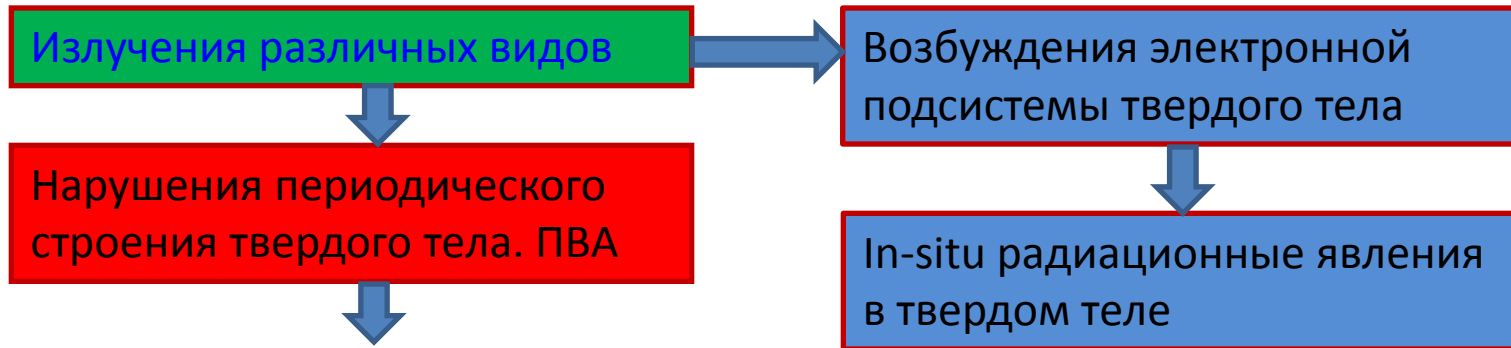 Излучения различных видов
Нарушения периодического
строения твердого тела. ПВА
Возбуждения электронной
подсистемы твердого тела
In-situ радиационные явления
в твердом теле